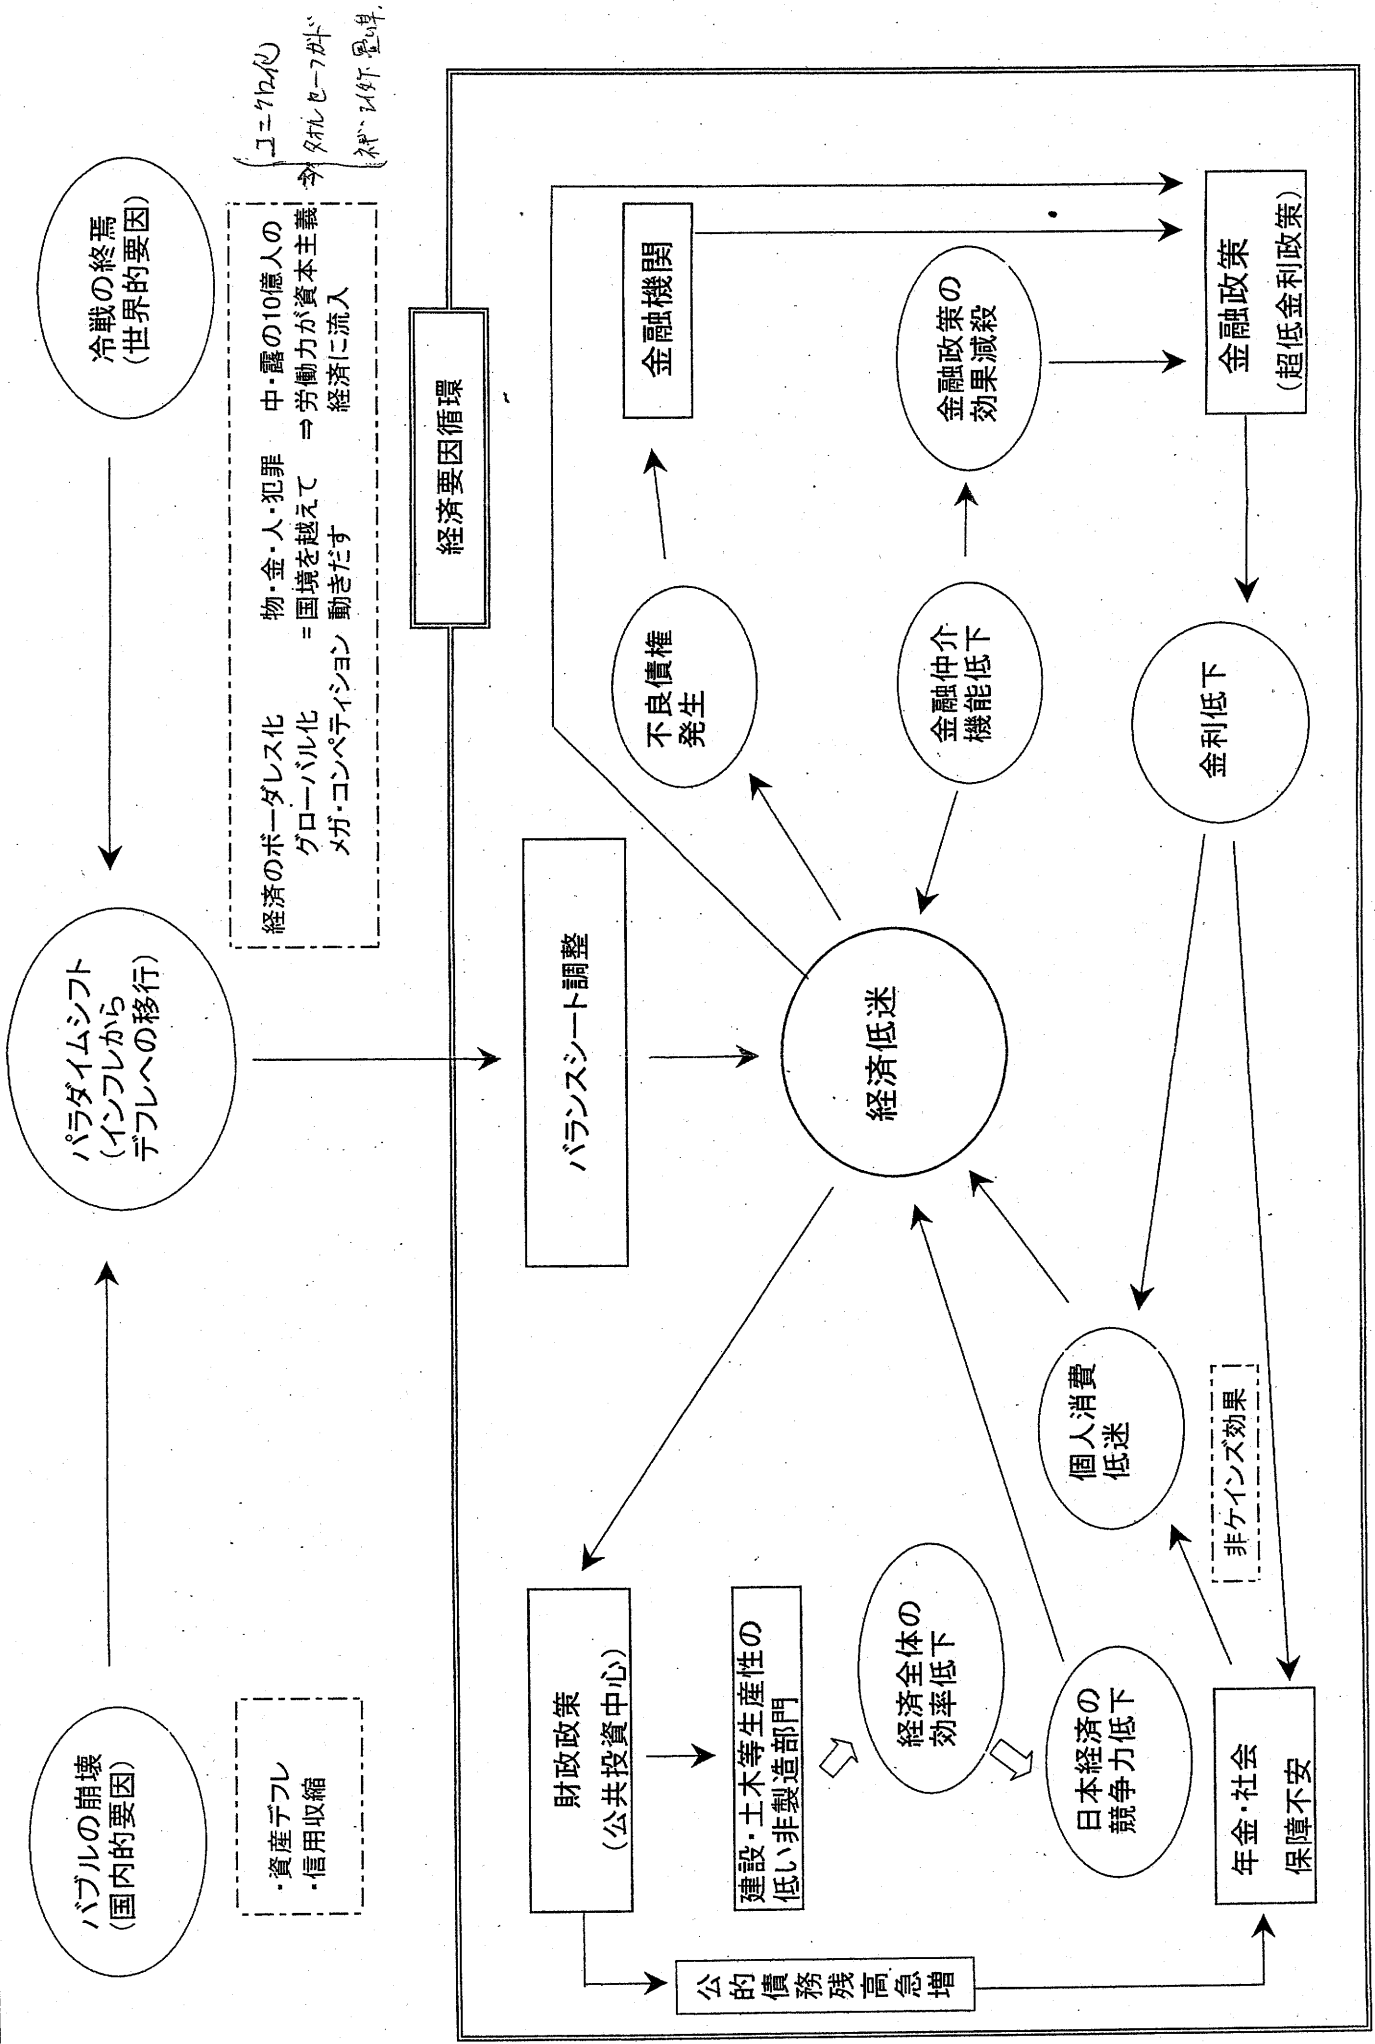 バブルの崩壊
(国内的要因)
パラダイムシフト
(インフレから
デフレへの移行)
冷戦の終焉
(世界的要因)
・資産デフレ
・信用収縮
経済のボーダレス化
グローバル化
メガ・コンペティション
物・金・人・犯罪
=国境を越えて
動きだす
中・露の10億人の
⇒労働力が資本主義
経済に流入
ユニクロ化
タオルセーフガード
経済要因循環
財政政策
(公共投資中心)
バランスシート調整
金融機関
不良債権
発生
建設・土木等生産性の
低い非製造部門
公的債務残高急増
経済全体の
効率低下
経済低迷
金融仲介
機能低下
金融政策の
効果減殺
日本経済の
競争力低下
個人消費
低迷
非ケインズ効果
年金・社会
保障不安
金利低下
金融政策
(超低金利政策)